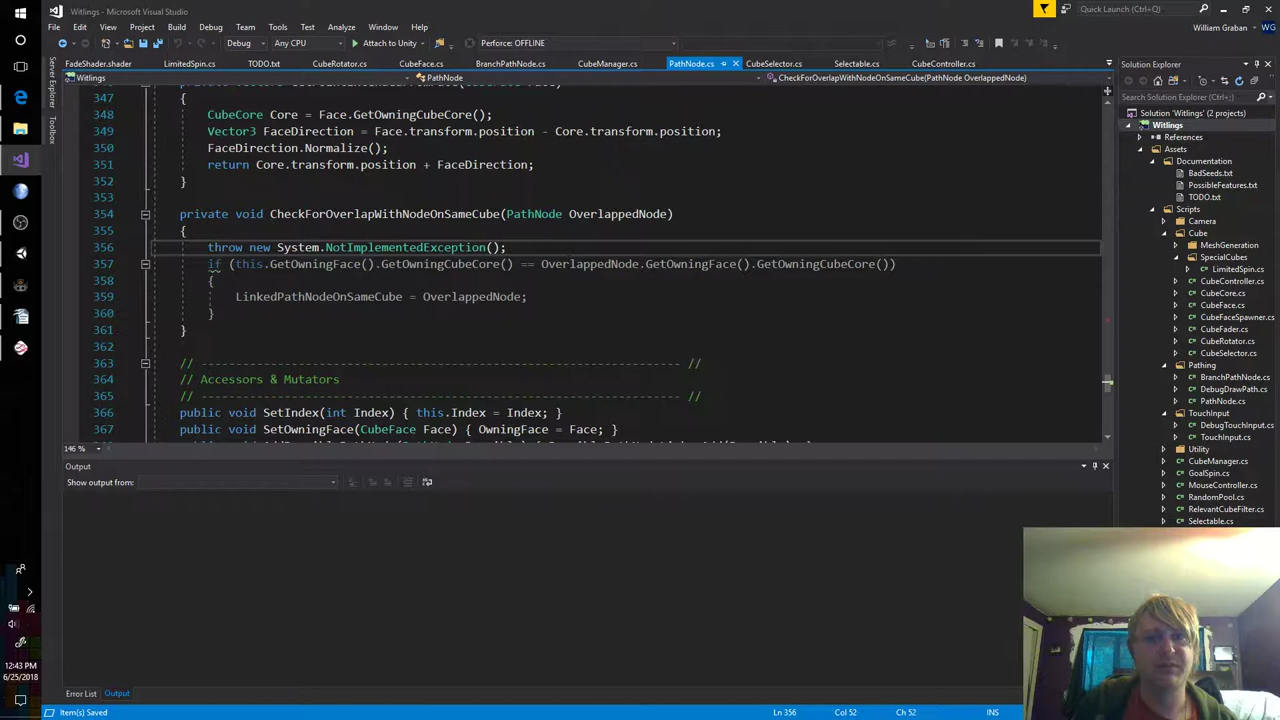 Witlings - Microsoft Visual Studio
Quick Launch (Ctrl+Q)
File Edit View Project Build Debug Team Tools Test Analyze Window Help
William Graban WG
Debug Any CPU Attach to Unity Perforce: OFFLINE
FadeShader.shader LimitedSpin.cs TODO.txt CubeRotator.cs CubeFace.cs BranchPathNode.cs CubeManager.cs PathNode.cs CubeSelector.cs Selectable.cs CubeController.cs
Solution Explorer
Witlings PathNode CheckForOverlapWithNodeOnSameCube(PathNode OverlappedNode)
Server Explorer
Toolbox
347 {
348 CubeCore Core = Face.GetOwningCubeCore();
349 Vector3 FaceDirection = Face.transform.position - Core.transform.position;
350 FaceDirection.Normalize();
351 return Core.transform.position + FaceDirection;
352 }
353
354 private void CheckForOverlapWithNodeOnSameCube(PathNode OverlappedNode)
355 {
356 throw new System.NotImplementedException();
357 if (this.GetOwningFace().GetOwningCubeCore() == OverlappedNode.GetOwningFace().GetOwningCubeCore())
358 {
359 LinkedPathNodeOnSameCube = OverlappedNode;
360 }
361 }
362
363 // ---------------------------------------------------------------------- //
364 // Accessors & Mutators
365 // ---------------------------------------------------------------------- //
366 public void SetIndex(int Index) { this.Index = Index; }
367 public void SetOwningFace(CubeFace Face) { OwningFace = Face; }
146 %
Search Solution Explorer
Solution 'Witlings' (2 projects)
Witlings
References
Assets
Documentation
BadSeeds.txt
PossibleFeatures.txt
TODO.txt
Scripts
Camera
Cube
MeshGeneration
SpecialCubes
LimitedSpin.cs
CubeController.cs
CubeCore.cs
CubeFace.cs
CubeFaceSpawner.cs
CubeFader.cs
CubeRotator.cs
CubeSelector.cs
Pathing
BranchPathNode.cs
DebugDrawPath.cs
PathNode.cs
TouchInput
DebugTouchInput.cs
TouchInput.cs
Utility
CubeManager.cs
GoalSpin.cs
MouseController.cs
RandomPool.cs
RelevantCubeFilter.cs
Selectable.cs
Output
Show output from:
Error List Output
Item(s) Saved Ln 356 Col 52 Ch 52 INS
12:43 PM
6/25/2018